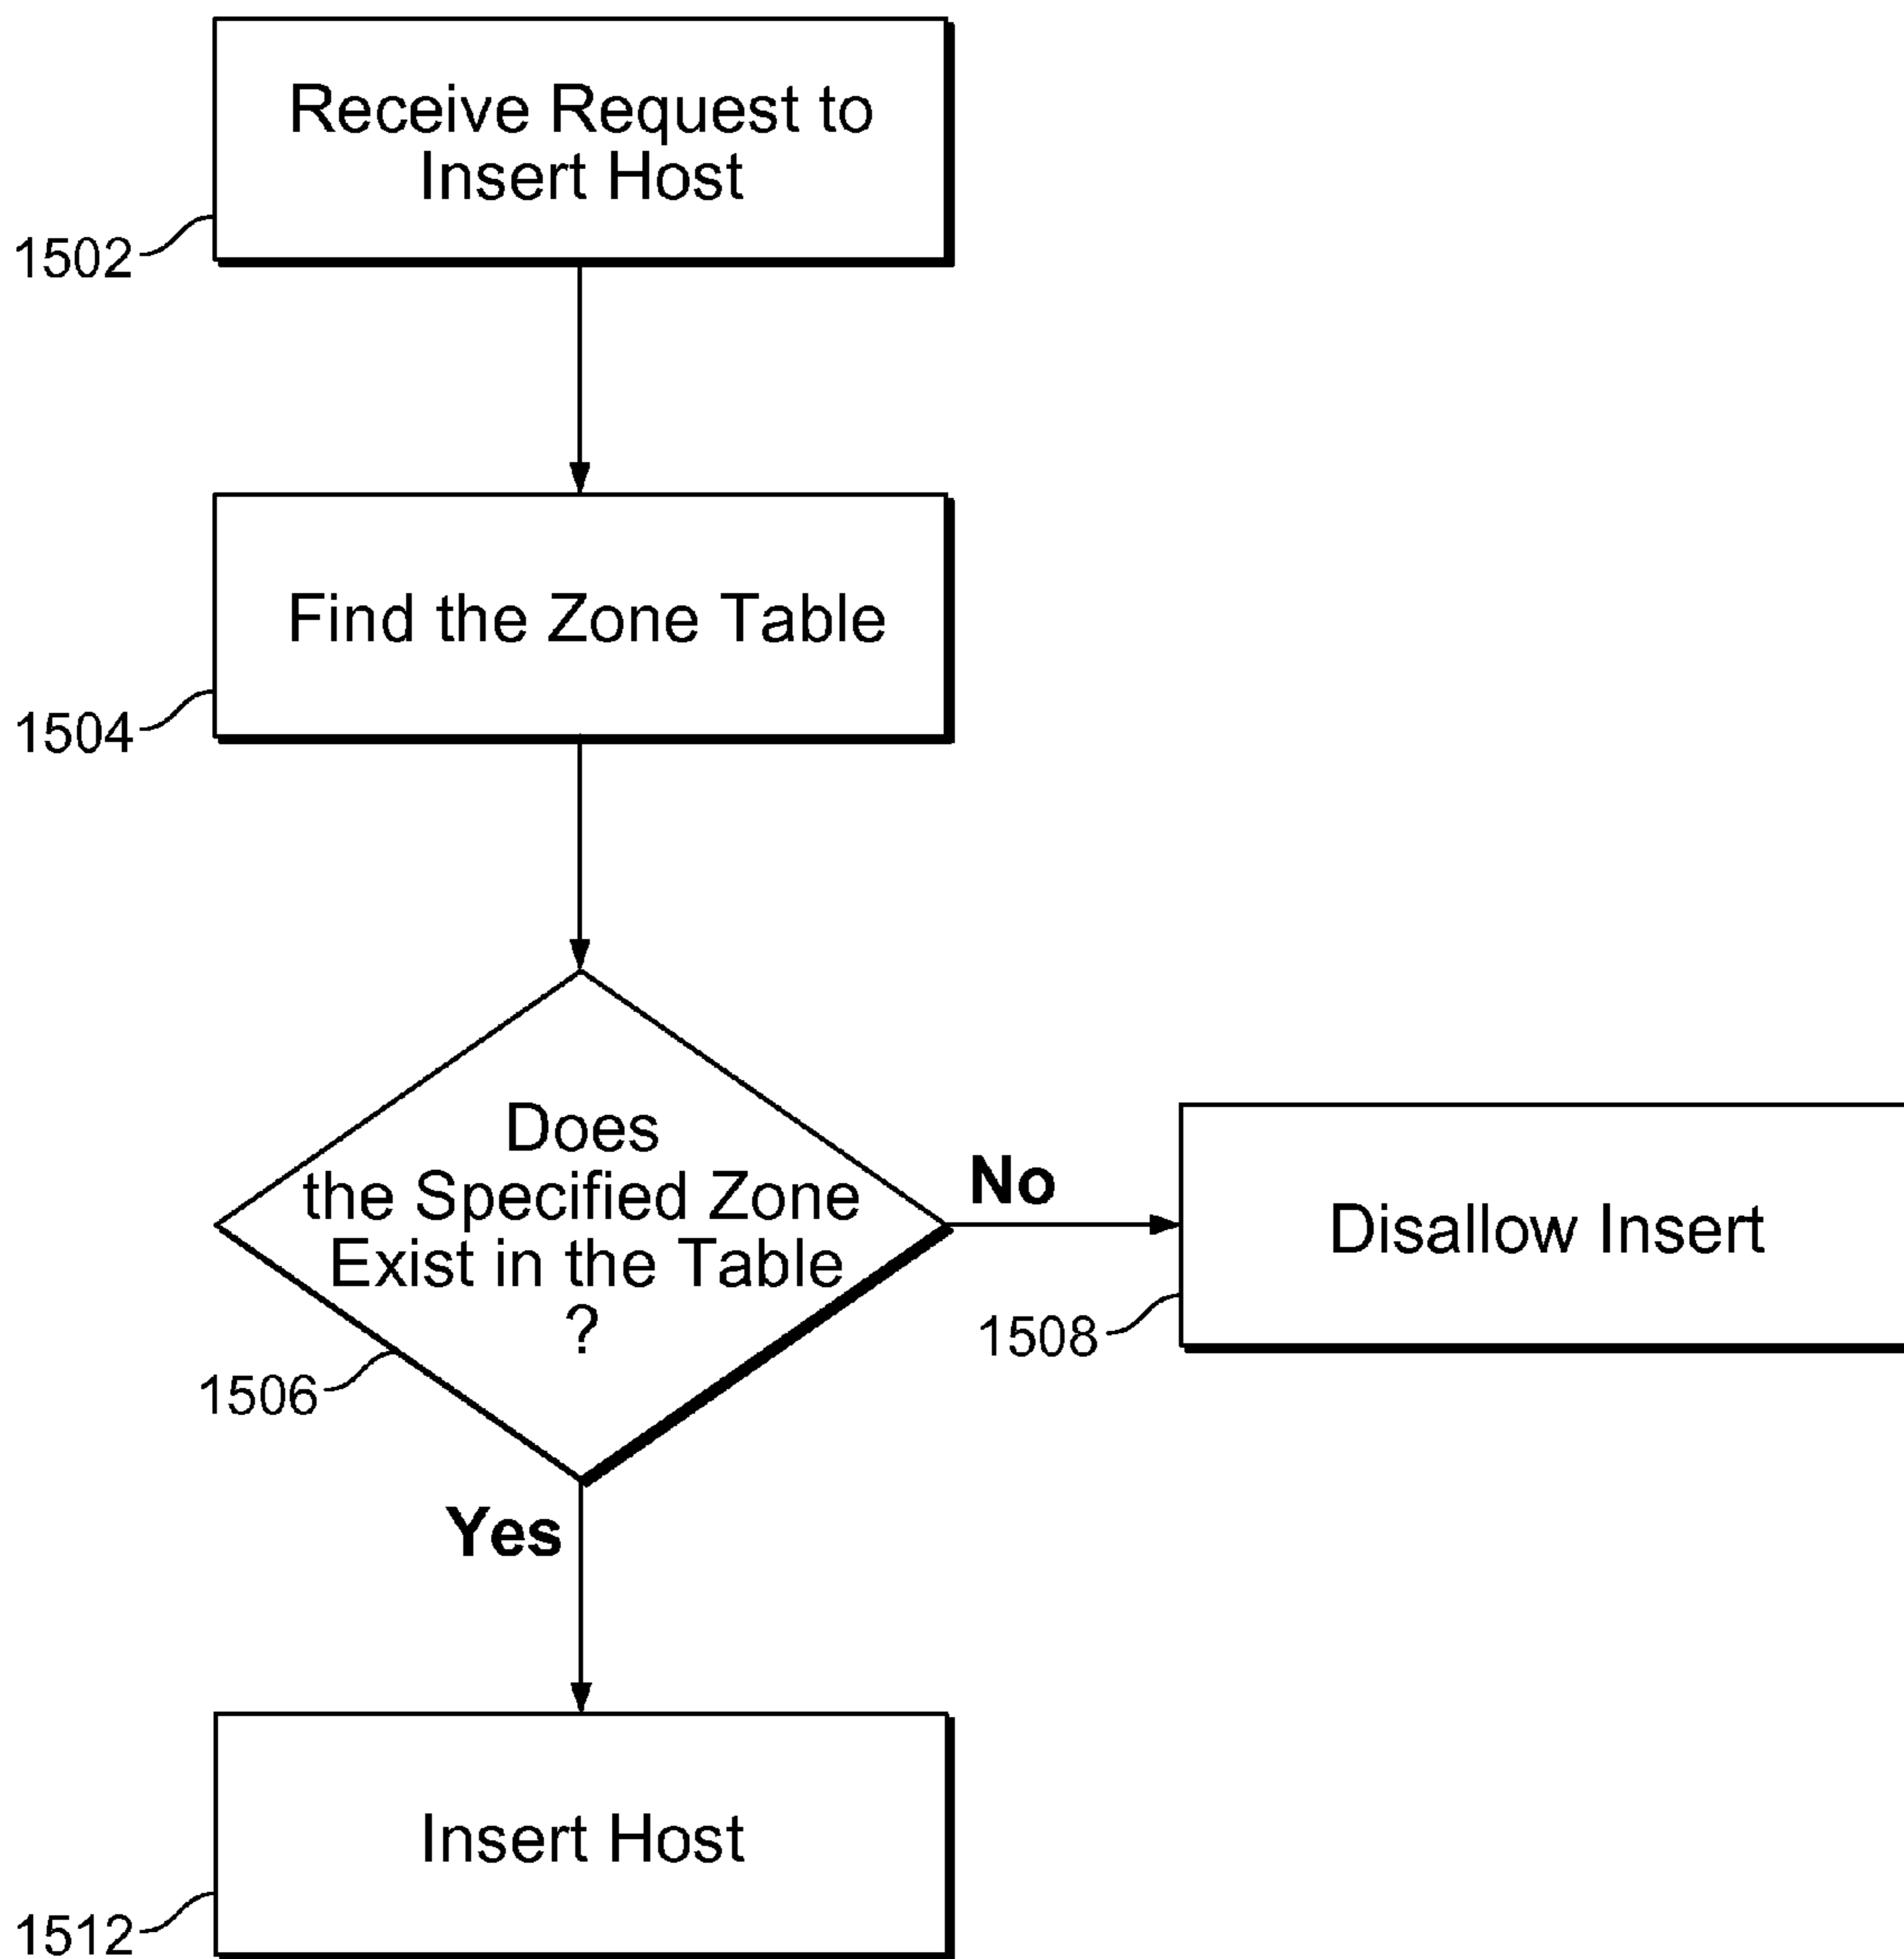 Receive Request to
Insert Host
1502
Find the Zone Table
1504
Does
the Specified Zone
Exist in the Table
?
1506
No
Disallow Insert
1508
Yes
Insert Host
1512